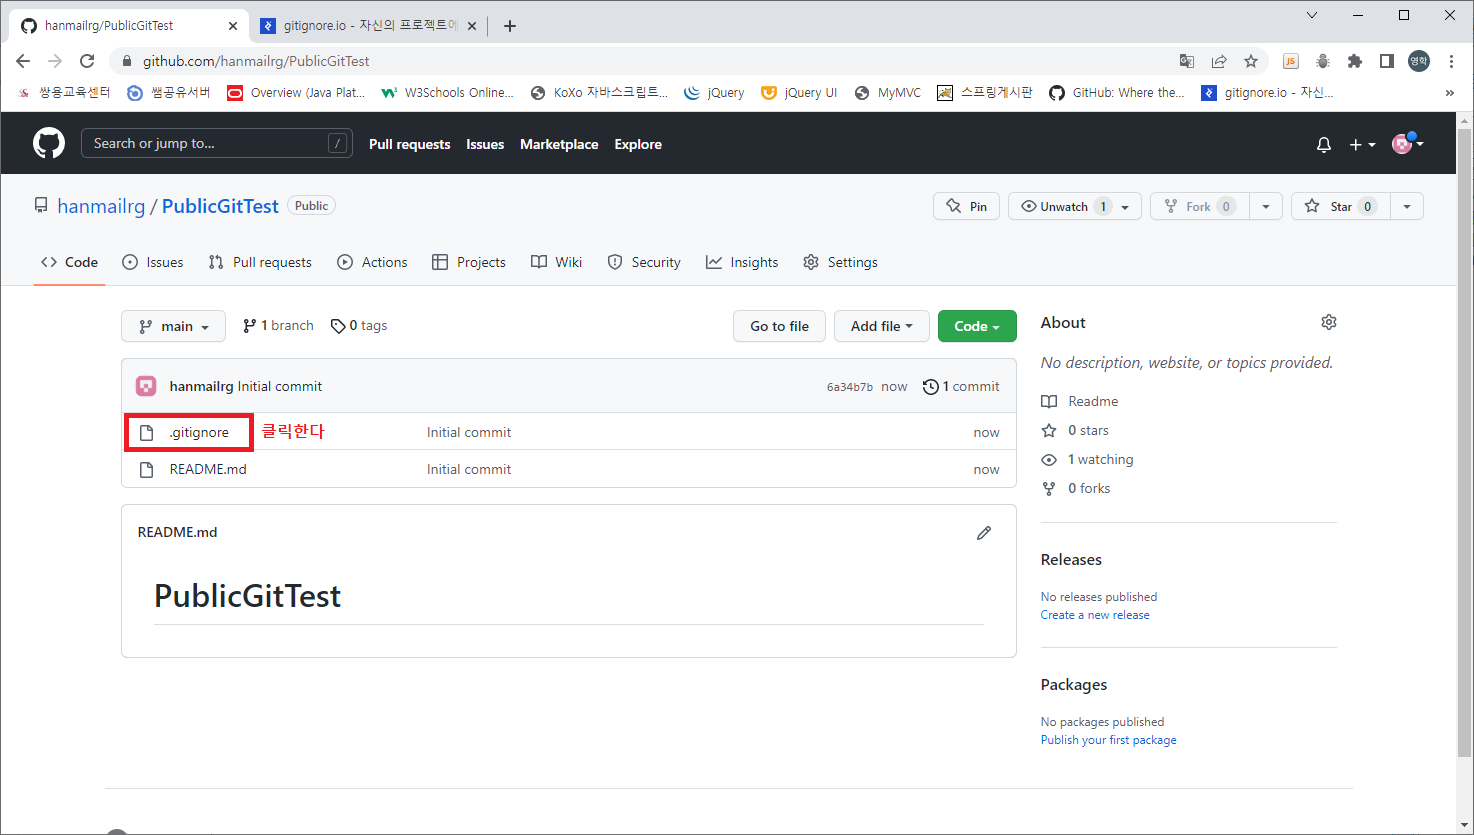 hanmailrg/PublicGitTest
gitignore.io - 자신의 프로젝트에
github.com/hanmailrg/PublicGitTest
JS
영학
쌍용교육센터
쌤공유서버
Overview (Java Plat...
W3Schools Online...
KoXo 자바스크립트...
jQuery
jQuery UI
MyMVC
스프링게시판
GitHub: Where the...
gitignore.io - 자신...
»
Search or jump to...
/
Pull requests
Issues
Marketplace
Explore
hanmailrg / PublicGitTest
Public
Pin
Unwatch 1
Fork 0
Star 0
Code
Issues
Pull requests
Actions
Projects
Wiki
Security
Insights
Settings
main
1 branch
0 tags
Go to file
Add file
Code
hanmailrg Initial commit
6a34b7b now
1 commit
.gitignore
클릭한다
Initial commit
now
README.md
Initial commit
now
README.md
PublicGitTest
About
No description, website, or topics provided.
Readme
0 stars
1 watching
0 forks
Releases
No releases published
Create a new release
Packages
No packages published
Publish your first package